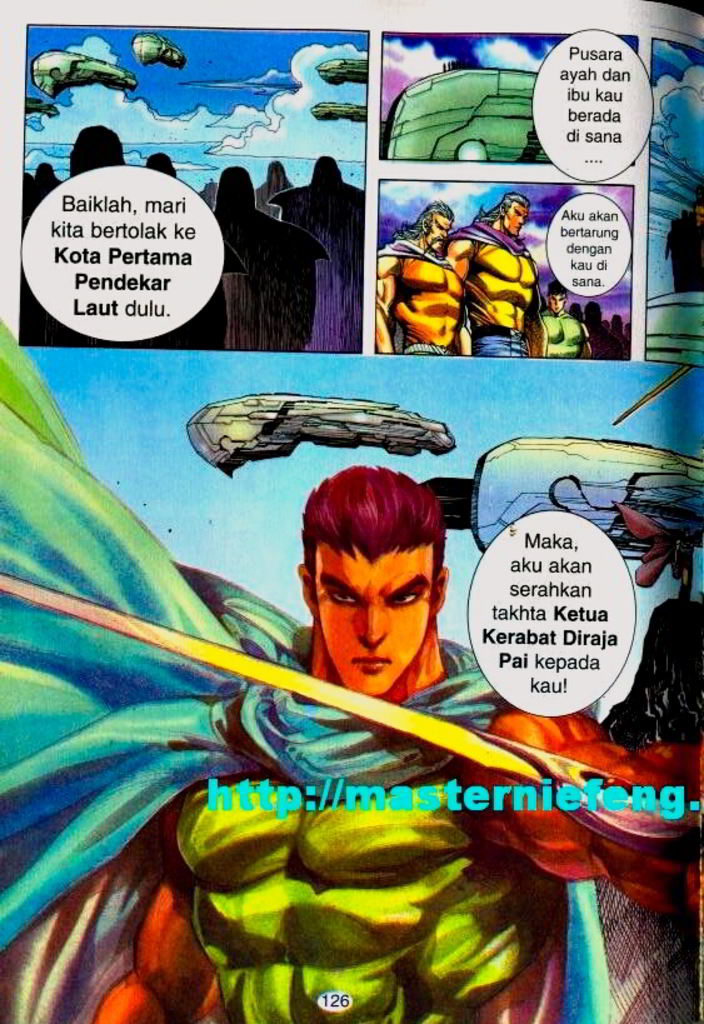 Baiklah, mari
kita bertolak ke
Kota Pertama
Pendekar
Laut dulu.
Pusara
ayah dan
ibu kau
berada
di sana
....
Aku akan
bertarung
dengan
kau di
sana.
Maka,
aku akan
serahkan
takhta Ketua
Kerabat Diraja
Pai kepada
kau!
http://masterniefeng.
126